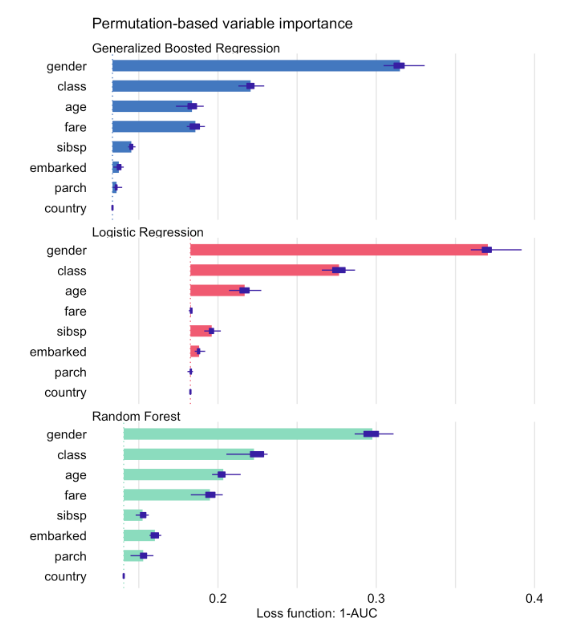 Permutation-based variable importance
Generalized Boosted Regression
gender
class
age
fare
sibsp
embarked
parch
country
Logistic Regression
gender
class
age
fare
sibsp
embarked
parch
country
Random Forest
gender
class
age
fare
sibsp
embarked
parch
country
0.2 0.3 0.4
Loss function: 1-AUC